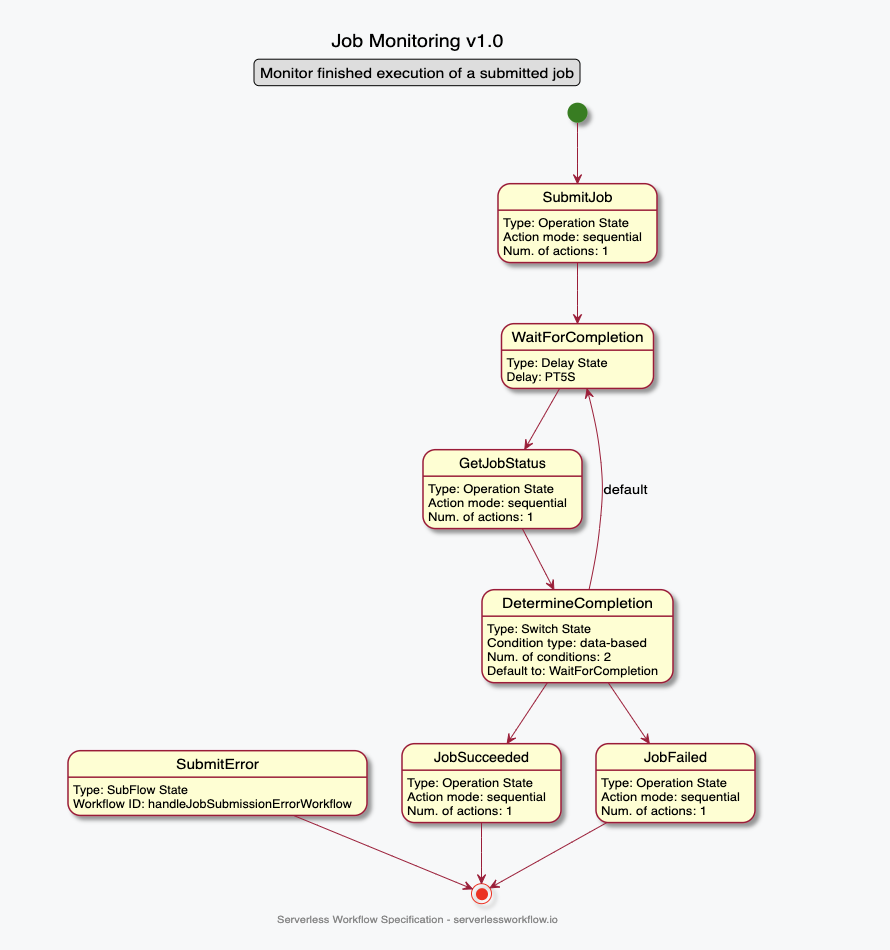 Job Monitoring v1.0
Monitor finished execution of a submitted job
SubmitJob
Type: Operation State
Action mode: sequential
Num. of actions: 1
WaitForCompletion
Type: Delay State
Delay: PT5S
GetJobStatus
Type: Operation State
Action mode: sequential
Num. of actions: 1
default
DetermineCompletion
Type: Switch State
Condition type: data-based
Num. of conditions: 2
Default to: WaitForCompletion
SubmitError
Type: SubFlow State
Workflow ID: handleJobSubmissionErrorWorkflow
JobSucceeded
Type: Operation State
Action mode: sequential
Num. of actions: 1
JobFailed
Type: Operation State
Action mode: sequential
Num. of actions: 1
Serverless Workflow Specification - serverlessworkflow.io